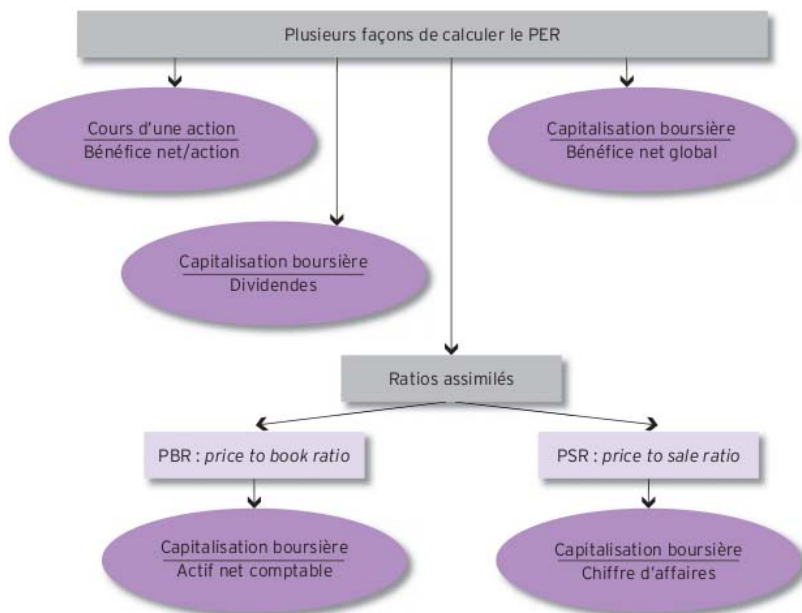 Plusieurs façons de calculer le PER
Cours d'une action
Bénéfice net/action
Capitalisation boursière
Bénéfice net global
Capitalisation boursière
Dividendes
Ratios assimilés
PBR : price to book ratio
PSR : price to sale ratio
Capitalisation boursière
Actif net comptable
Capitalisation boursière
Chiffre d'affaires